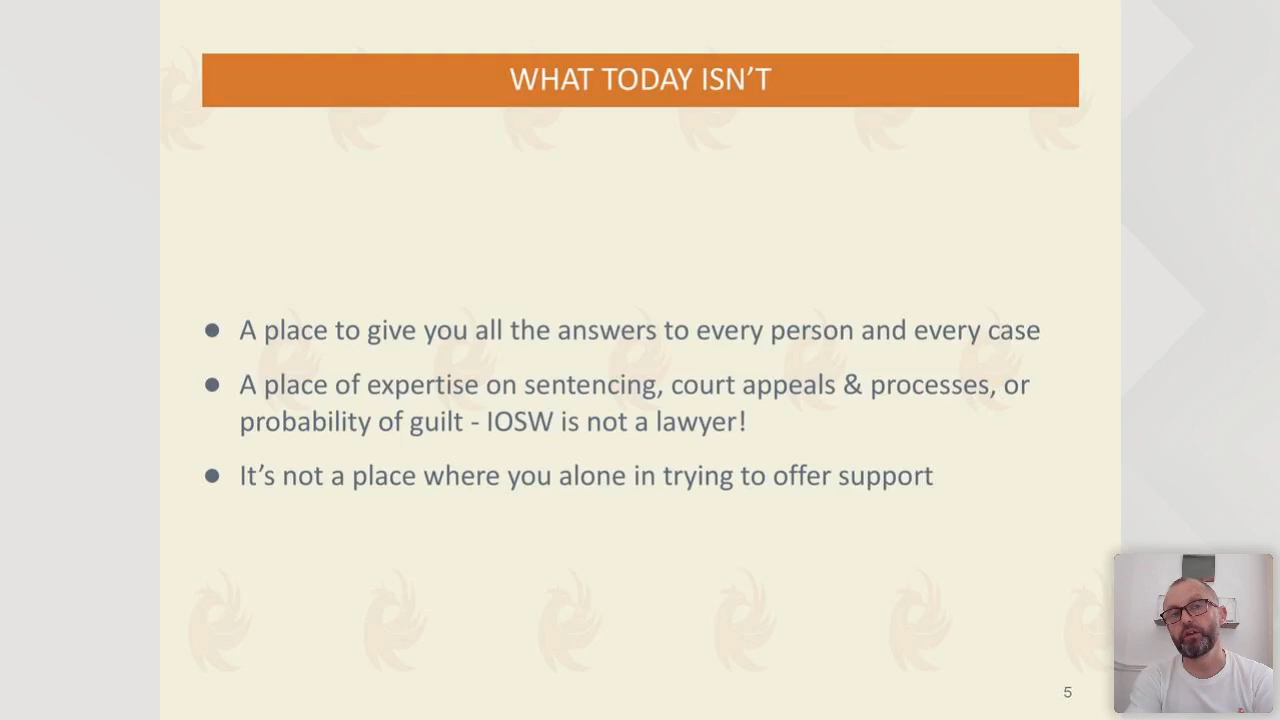 WHAT TODAY ISN’T
● A place to give you all the answers to every person and every case
● A place of expertise on sentencing, court appeals & processes, or
probability of guilt - IOSW is not a lawyer!
● It’s not a place where you alone in trying to offer support
5